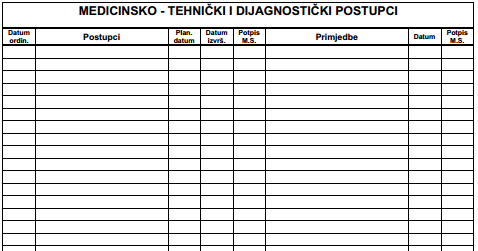 MEDICINSKO - TEHNIČKI I DIJAGNOSTIČKI POSTUPCI
Datum ordin.
Postupci
Plan. datum
Datum izvrš.
Potpis M.S.
Primjedbe
Datum
Potpis M.S.